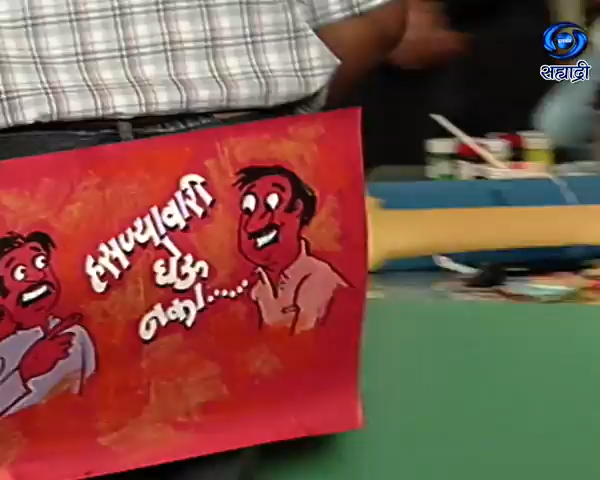 सह्याद्री
हसण्यावारी
घेऊ
नका.....